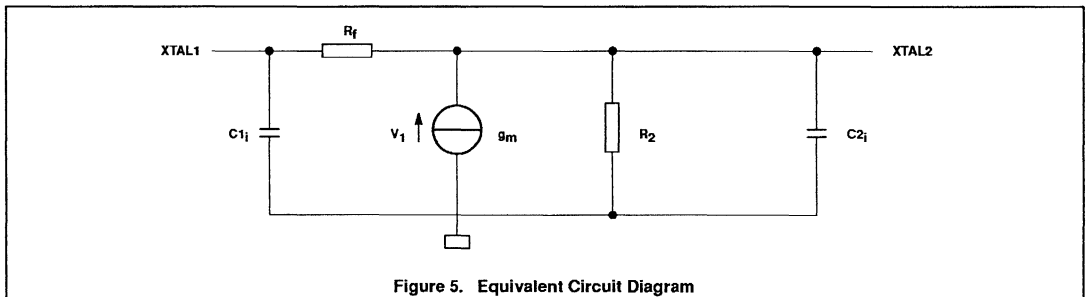 Rf
XTAL1
XTAL2
C1i
V1
gm
R2
C2i
Figure 5. Equivalent Circuit Diagram